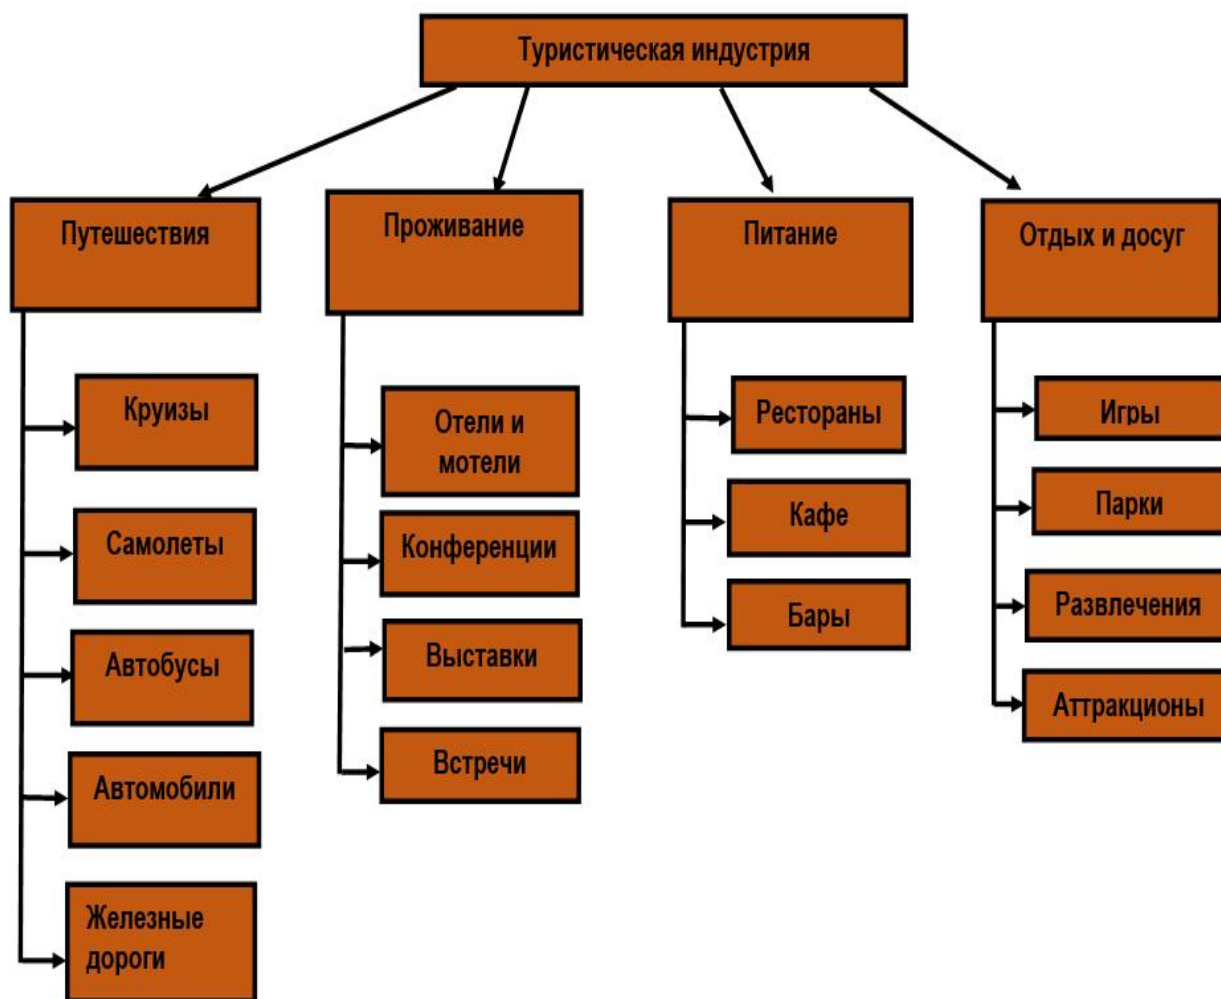 Туристическая индустрия
Путешествия
Проживание
Питание
Отдых и досуг
Круизы
Самолеты
Автобусы
Автомобили
Железные
дороги
Отели и
мотели
Конференции
Выставки
Встречи
Рестораны
Кафе
Бары
Игры
Парки
Развлечения
Аттракционы